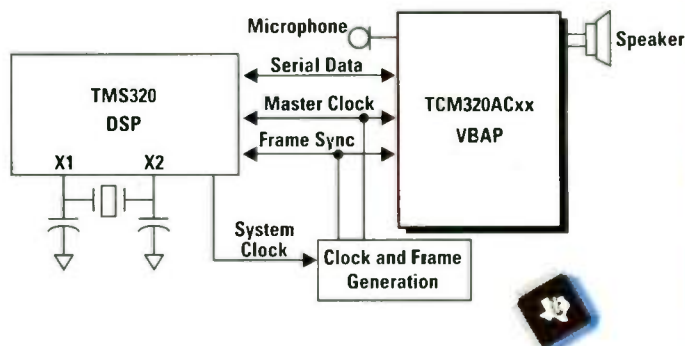 Microphone
Speaker
Serial Data
TMS320
DSP
Master Clock
TCM320ACxx
VBAP
Frame Sync
X1 X2
System
Clock
Clock and Frame
Generation